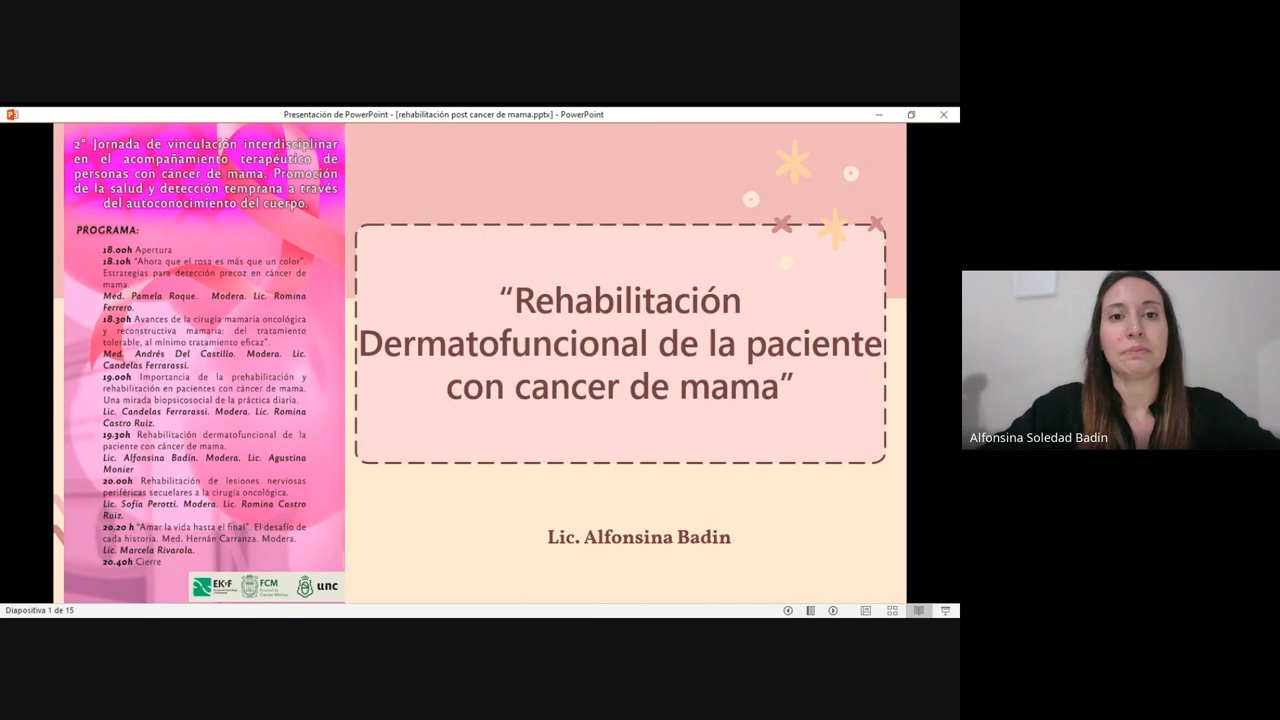 Presentación de PowerPoint - [rehabilitación post cancer de mama.pptx] - PowerPoint
2° Jornada de vinculación interdisciplinar
en el acompañamiento terapéutico de
personas con cáncer de mama. Promoción
de la salud y detección temprana a través
del autoconocimiento del cuerpo.
PROGRAMA:
18.00h Apertura
18.10h “Ahora que el rosa es más que un color”.
Estrategias para detección precoz en cáncer de
mama.
Med. Pamela Roque. Modera. Lic. Romina
Ferrero.
18.30h Avances de la cirugía mamaria oncológica
y reconstructiva mamaria: del tratamiento
tolerable, al mínimo tratamiento eficaz”.
Med. Andrés Del Castillo. Modera. Lic.
Candelas Ferrarassi.
19.00h Importancia de la prehabilitación y
rehabilitación en pacientes con cáncer de mama.
Una mirada biopsicosocial de la práctica diaria.
Lic. Candelas Ferrarassi. Modera. Lic. Romina
Castro Ruiz.
19.30h Rehabilitación dermatofuncional de la
paciente con cáncer de mama.
Lic. Alfonsina Badín. Modera. Lic. Agustina
Monier
20.00h Rehabilitación de lesiones nerviosas
periféricas secuelares a la cirugía oncológica.
Lic. Sofía Perotti. Modera. Lic. Romina Castro
Ruiz.
20.20 h “Amar la vida hasta el final”. El desafío de
cada historia. Med. Hernán Carranza. Modera.
Lic. Marcela Rivarola.
20.40h Cierre
EKyF
FCM
unc
“Rehabilitación
Dermatofuncional de la paciente
con cancer de mama”
Lic. Alfonsina Badin
Alfonsina Soledad Badín
Diapositiva 1 de 15